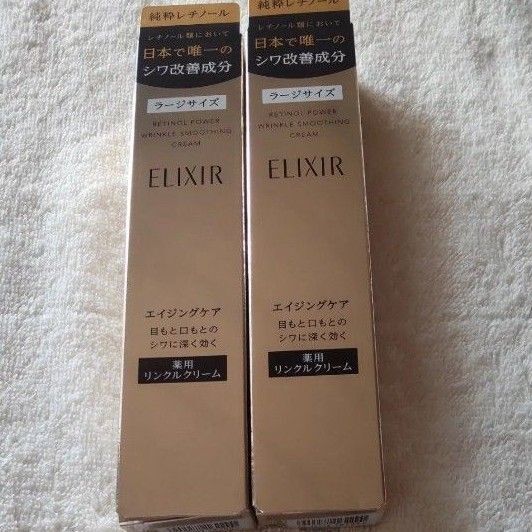 純粋レチノール
レチノール類において
日本で唯一の
シワ改善成分
ラージサイズ
RETINOL POWER
WRINKLE SMOOTHING
CREAM
ELIXIR
エイジングケア
目もと口もとの
シワに深く効く
薬用
リンクルクリーム
純粋レチノール
レチノール類において
日本で唯一の
シワ改善成分
ラージサイズ
RETINOL POWER
WRINKLE SMOOTHING
CREAM
ELIXIR
エイジングケア
目もと口もとの
シワに深く効く
薬用
リンクルクリーム